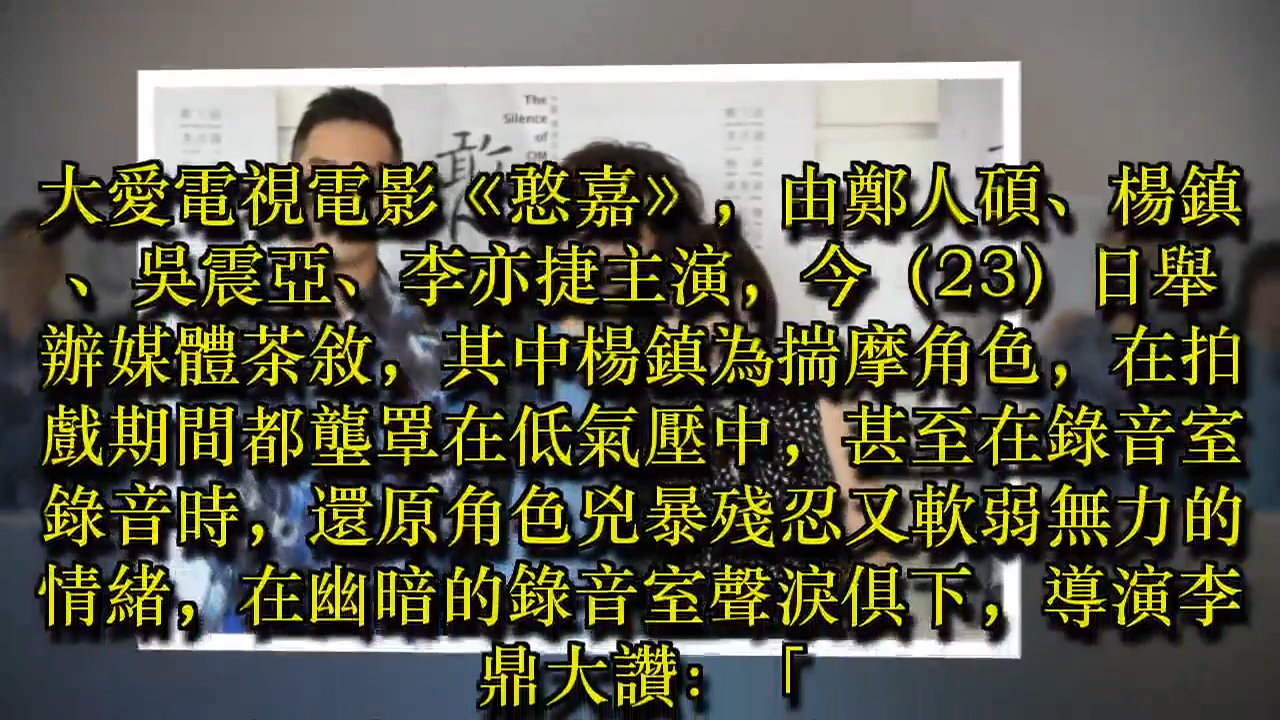 The
Silence
of
大愛電視電影《憨嘉》，由鄭人碩、楊鎮
、吳震亞、李亦捷主演，今（23）日舉
辦媒體茶敘，其中楊鎮為揣摩角色，在拍
戲期間都壟罩在低氣壓中，甚至在錄音室
錄音時，還原角色兇暴殘忍又軟弱無力的
情緒，在幽暗的錄音室聲淚俱下，導演李
鼎大讚：「